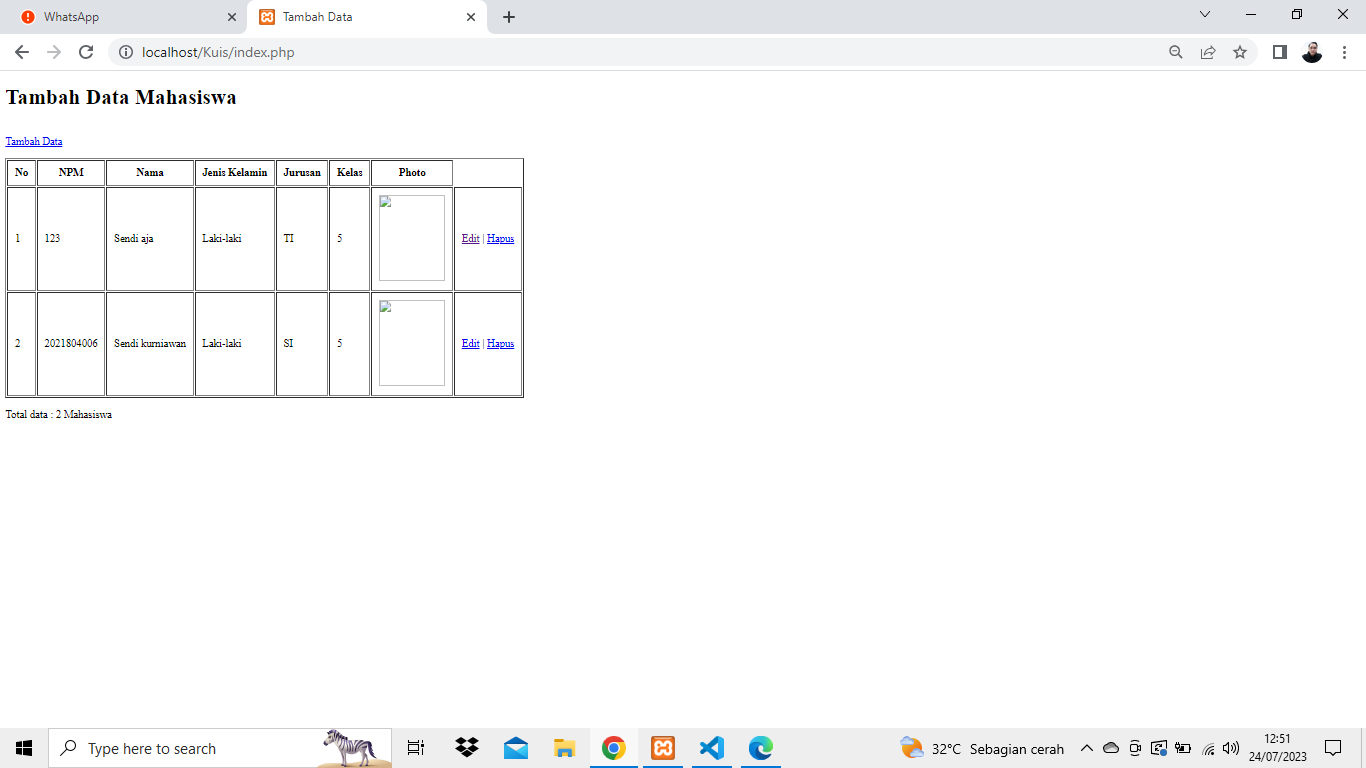 WhatsApp
Tambah Data
localhost/Kuis/index.php
Tambah Data Mahasiswa
Tambah Data
No NPM Nama Jenis Kelamin Jurusan Kelas Photo
1 123 Sendi aja Laki-laki TI 5 Edit | Hapus
2 2021804006 Sendi kurniawan Laki-laki SI 5 Edit | Hapus
Total data : 2 Mahasiswa
Type here to search
32°C Sebagian cerah
12:51
24/07/2023